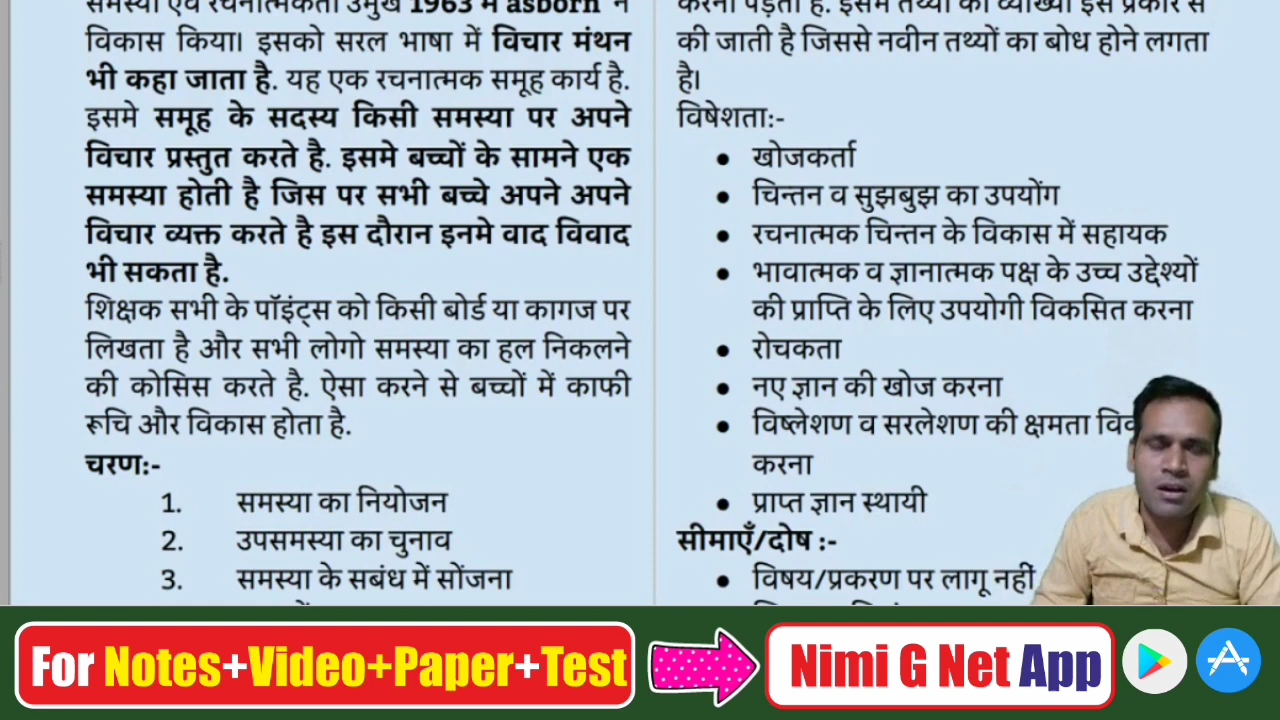 समस्या एवं रचनात्मकता उमुख 1963 में asborn ने
विकास किया। इसको सरल भाषा में विचार मंथन
भी कहा जाता है. यह एक रचनात्मक समूह कार्य है.
इसमे समूह के सदस्य किसी समस्या पर अपने
विचार प्रस्तुत करते है. इसमे बच्चों के सामने एक
समस्या होती है जिस पर सभी बच्चे अपने अपने
विचार व्यक्त करते है इस दौरान इनमे वाद विवाद
भी सकता है.
शिक्षक सभी के पॉइंट्स को किसी बोर्ड या कागज पर
लिखता है और सभी लोगो समस्या का हल निकलने
की कोसिस करते है. ऐसा करने से बच्चों में काफी
रूचि और विकास होता है.
चरण:-
1. समस्या का नियोजन
2. उपसमस्या का चुनाव
3. समस्या के सबंध में सोंजना
करना पड़ता है. इसमें तथ्यों की व्याख्या इस प्रकार से
की जाती है जिससे नवीन तथ्यों का बोध होने लगता
है।
विषेशता:-
• खोजकर्ता
• चिन्तन व सुझबुझ का उपयोंग
• रचनात्मक चिन्तन के विकास में सहायक
• भावात्मक व ज्ञानात्मक पक्ष के उच्च उद्देश्यों
की प्राप्ति के लिए उपयोगी विकसित करना
• रोचकता
• नए ज्ञान की खोज करना
• विष्लेशण व सरलेशण की क्षमता
करना
• प्राप्त ज्ञान स्थायी
सीमाएँ/दोष :-
• विषय/प्रकरण पर लागू नहीं
For Notes+Video+Paper+Test
Nimi G Net App